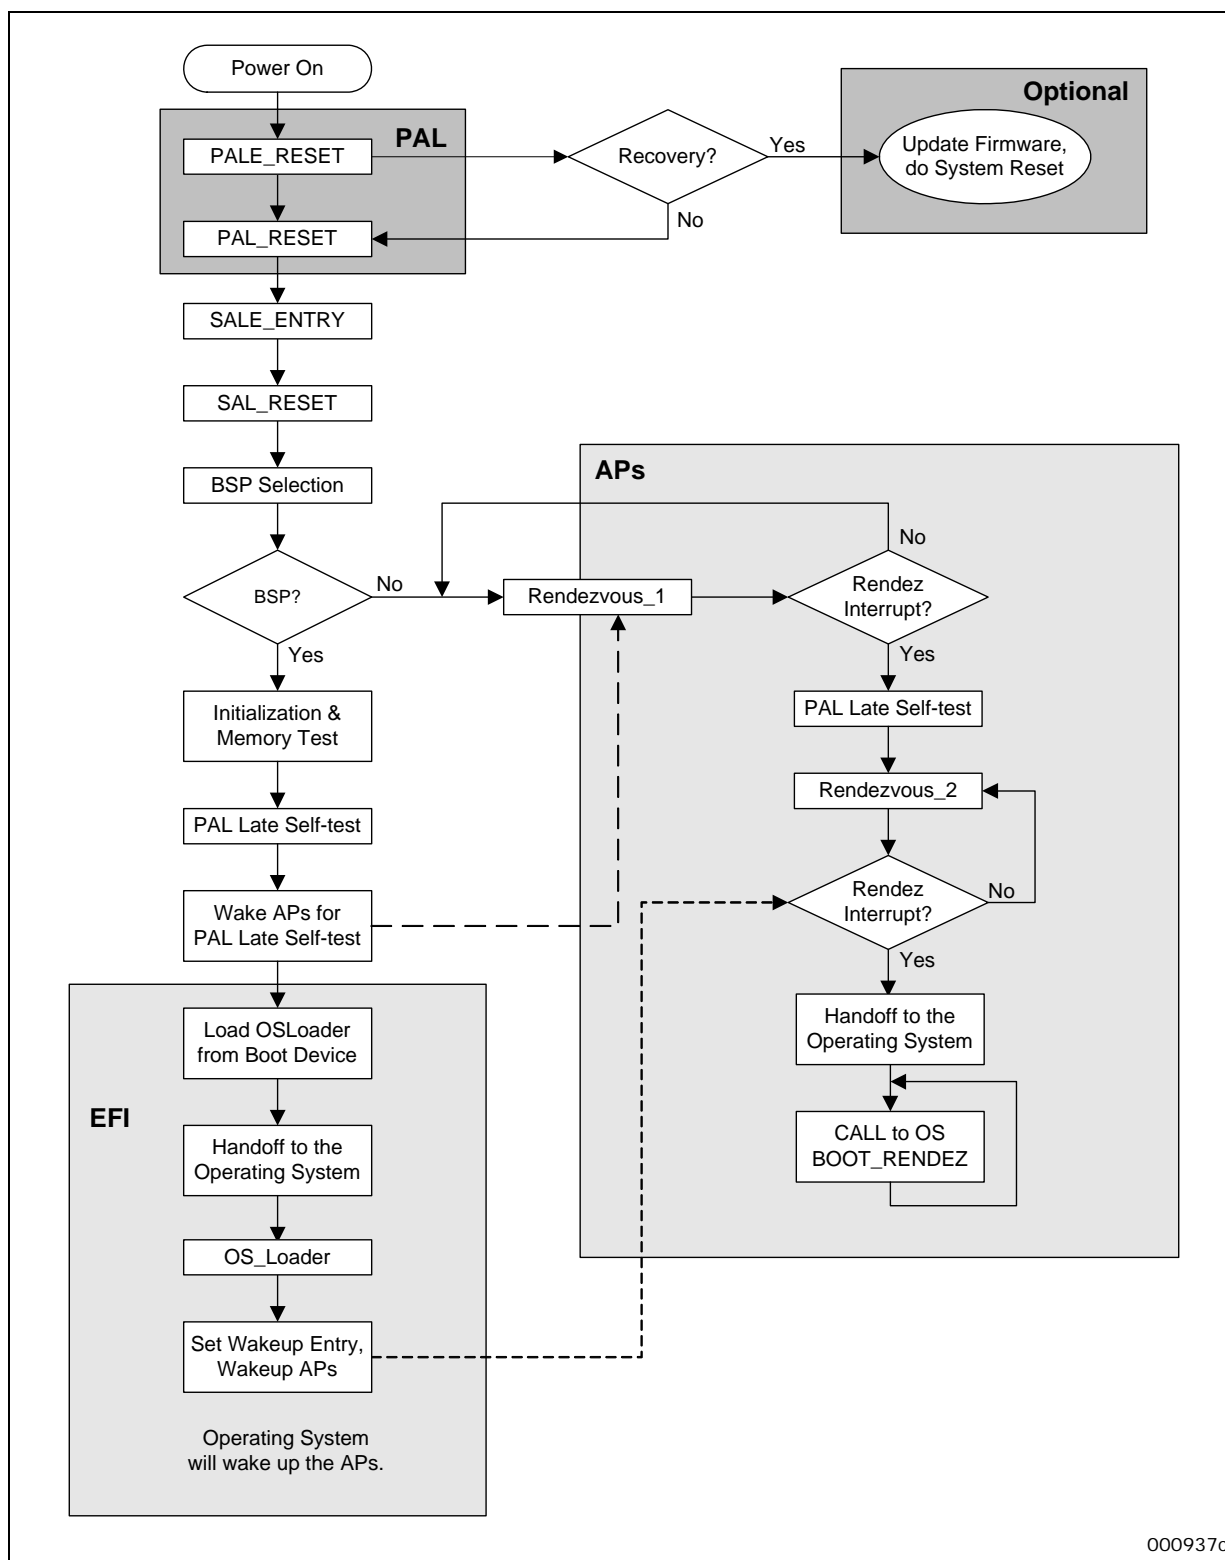 Power On
PAL
PALE_RESET
Recovery?
Yes
No
Optional
Update Firmware,
do System Reset
PAL_RESET
SALE_ENTRY
SAL_RESET
BSP Selection
BSP?
No
Yes
APs
Rendezvous_1
Rendez
Interrupt?
No
Yes
PAL Late Self-test
Rendezvous_2
Rendez
Interrupt?
No
Yes
Handoff to the
Operating System
CALL to OS
BOOT_RENDEZ
Initialization &
Memory Test
PAL Late Self-test
Wake APs for
PAL Late Self-test
EFI
Load OSLoader
from Boot Device
Handoff to the
Operating System
OS_Loader
Set Wakeup Entry,
Wakeup APs
Operating System
will wake up the APs.